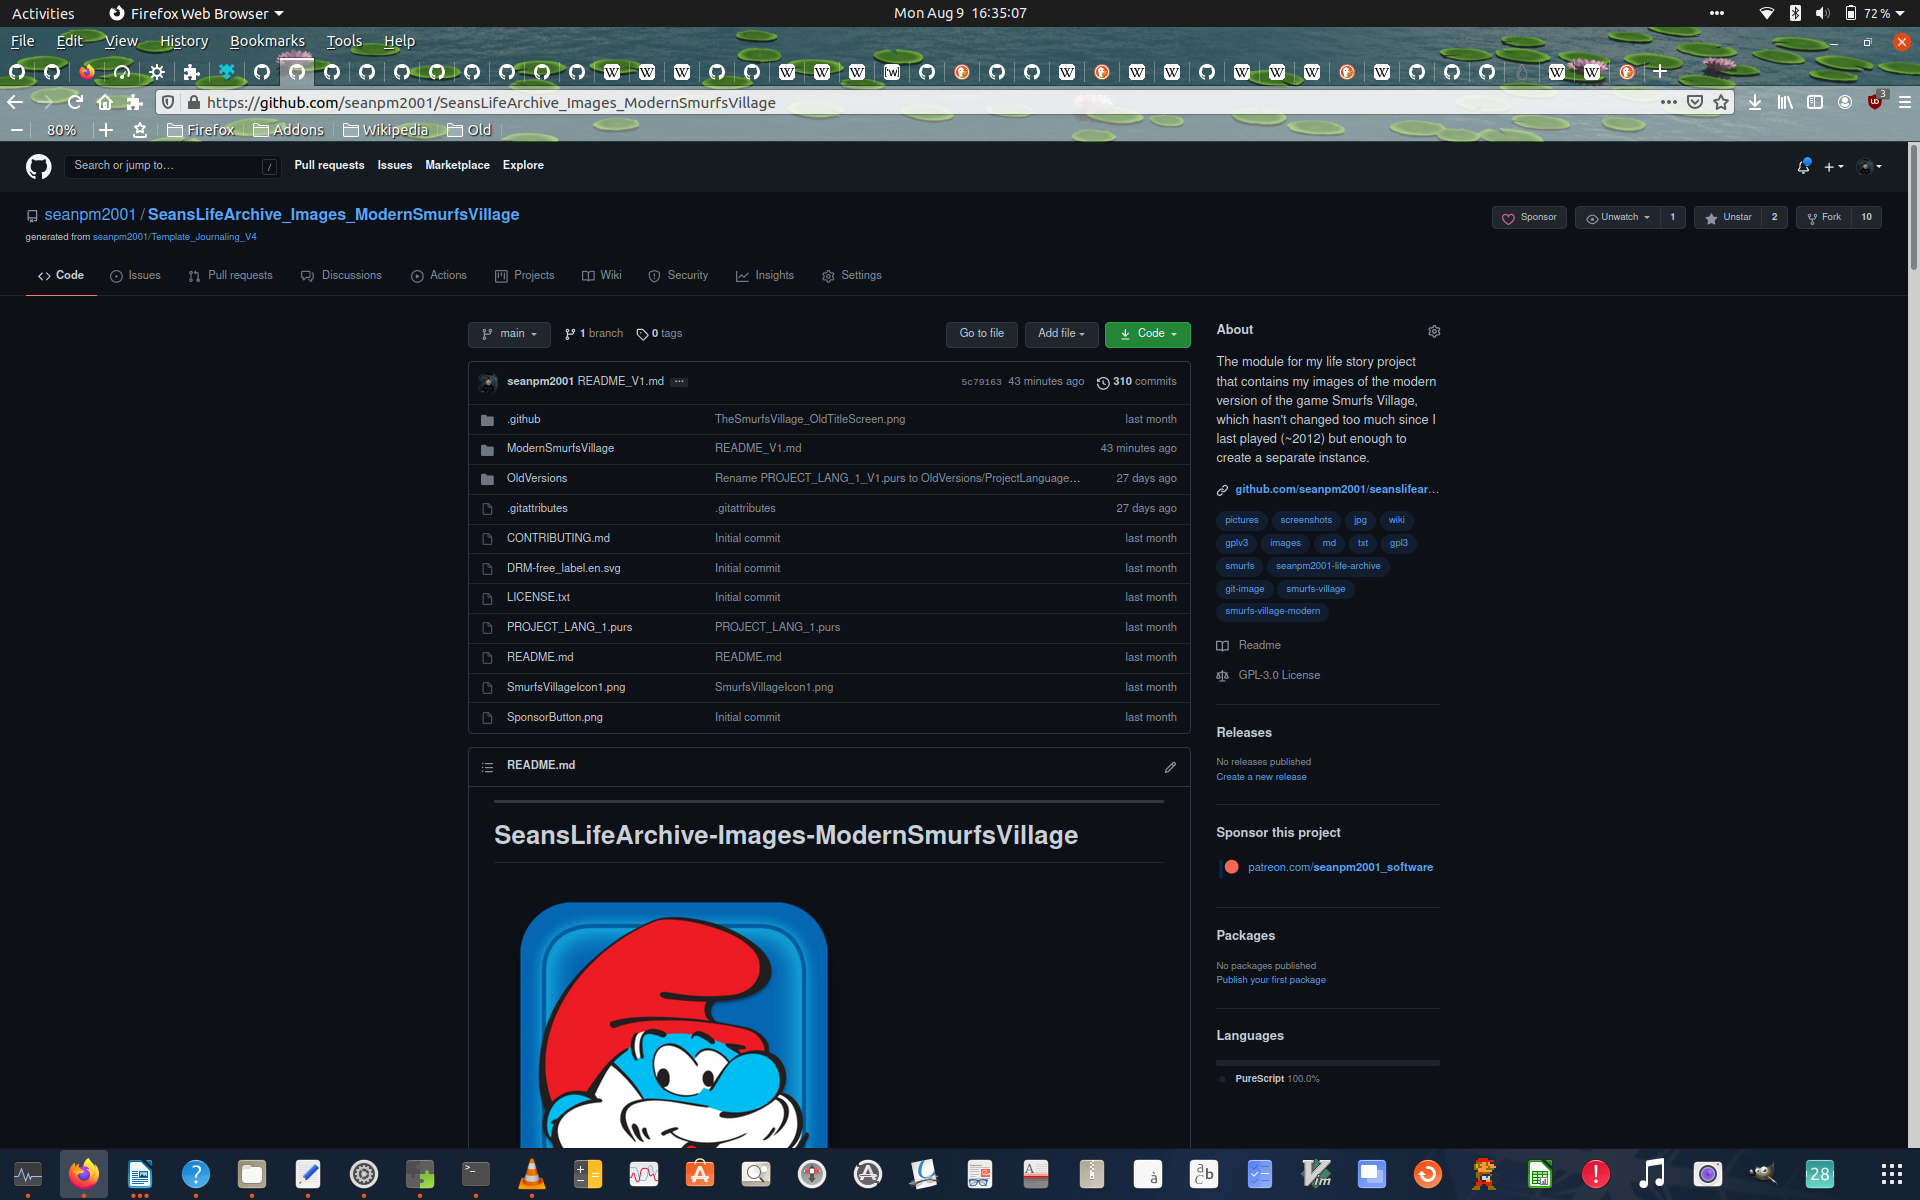 Activities
Firefox Web Browser
Mon Aug 9 16:35:07
72 %
File Edit View History Bookmarks Tools Help
https://github.com/seanpm2001/SeansLifeArchive_Images_ModernSmurfsVillage
3
80%
Firefox Addons Wikipedia Old
Search or jump to… /
Pull requests Issues Marketplace Explore
seanpm2001 / SeansLifeArchive_Images_ModernSmurfsVillage
Sponsor Unwatch 1 Unstar 2 Fork 10
generated from seanpm2001/Template_Journaling_V4
Code Issues Pull requests Discussions Actions Projects Wiki Security Insights Settings
main 1 branch 0 tags Go to file Add file Code
seanpm2001 README_V1.md ... 5c79163 43 minutes ago 310 commits
.github TheSmurfsVillage_OldTitleScreen.png last month
ModernSmurfsVillage README_V1.md 43 minutes ago
OldVersions Rename PROJECT_LANG_1_V1.purs to OldVersions/ProjectLanguage… 27 days ago
.gitattributes .gitattributes 27 days ago
CONTRIBUTING.md Initial commit last month
DRM-free_label.en.svg Initial commit last month
LICENSE.txt Initial commit last month
PROJECT_LANG_1.purs PROJECT_LANG_1.purs last month
README.md README.md last month
SmurfsVillageIcon1.png SmurfsVillageIcon1.png last month
SponsorButton.png Initial commit last month
README.md
SeansLifeArchive-Images-ModernSmurfsVillage
About
The module for my life story project
that contains my images of the modern
version of the game Smurfs Village,
which hasn't changed too much since I
last played (~2012) but enough to
create a separate instance.
github.com/seanpm2001/seanslifear…
pictures screenshots jpg wiki
gplv3 images md txt gpl3
smurfs seanpm2001-life-archive
git-image smurfs-village
smurfs-village-modern
Readme
GPL-3.0 License
Releases
No releases published
Create a new release
Sponsor this project
patreon.com/seanpm2001_software
Packages
No packages published
Publish your first package
Languages
PureScript 100.0%
28